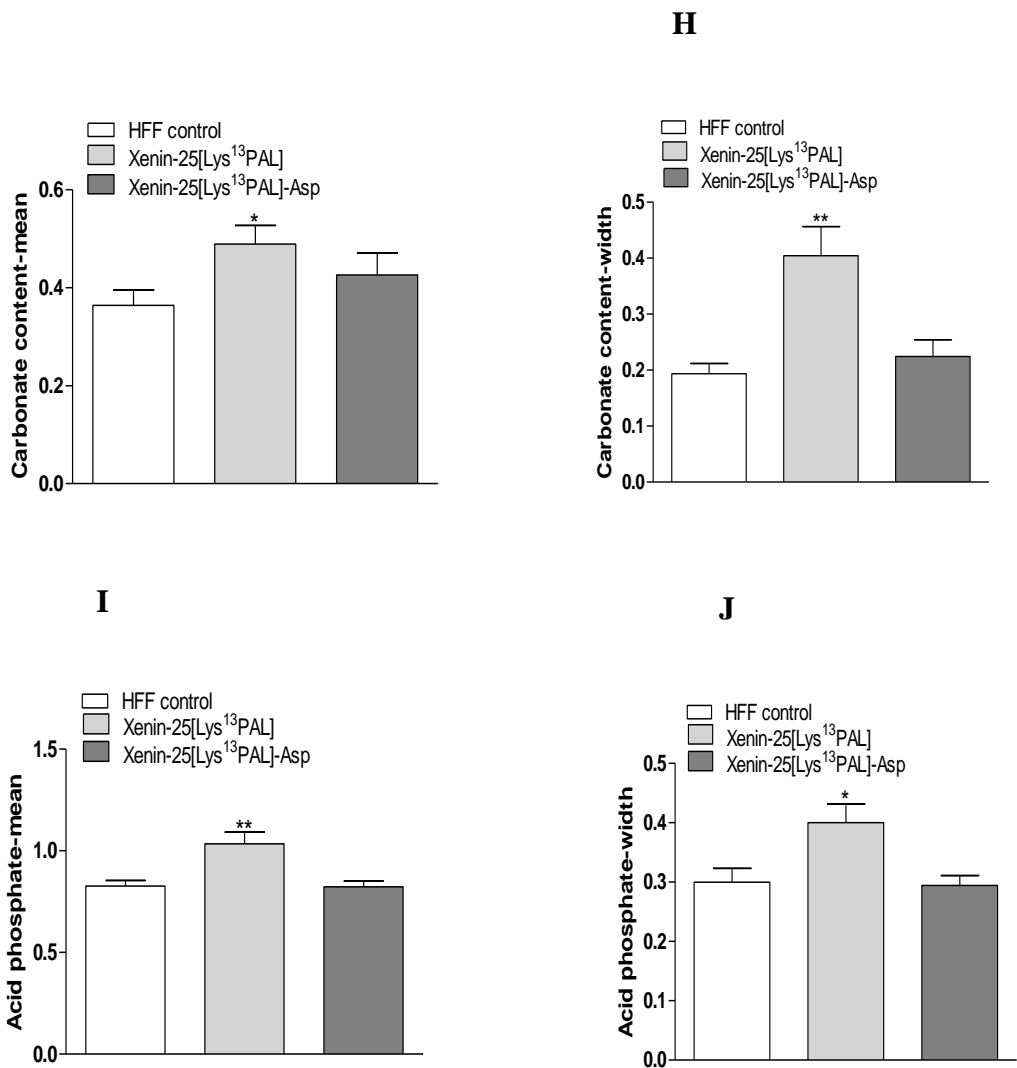 H
HFF control
Xenin-25[Lys¹³PAL]
Xenin-25[Lys¹³PAL]-Asp
Carbonate content-mean
0.6
0.4
0.2
0.0
*
HFF control
Xenin-25[Lys¹³PAL]
Xenin-25[Lys¹³PAL]-Asp
Carbonate content-width
0.5
0.4
0.3
0.2
0.1
0.0
**
I
HFF control
Xenin-25[Lys¹³PAL]
Xenin-25[Lys¹³PAL]-Asp
Acid phosphate-mean
1.5
1.0
0.5
0.0
**
J
HFF control
Xenin-25[Lys¹³PAL]
Xenin-25[Lys¹³PAL]-Asp
Acid phosphate-width
0.5
0.4
0.3
0.2
0.1
0.0
*